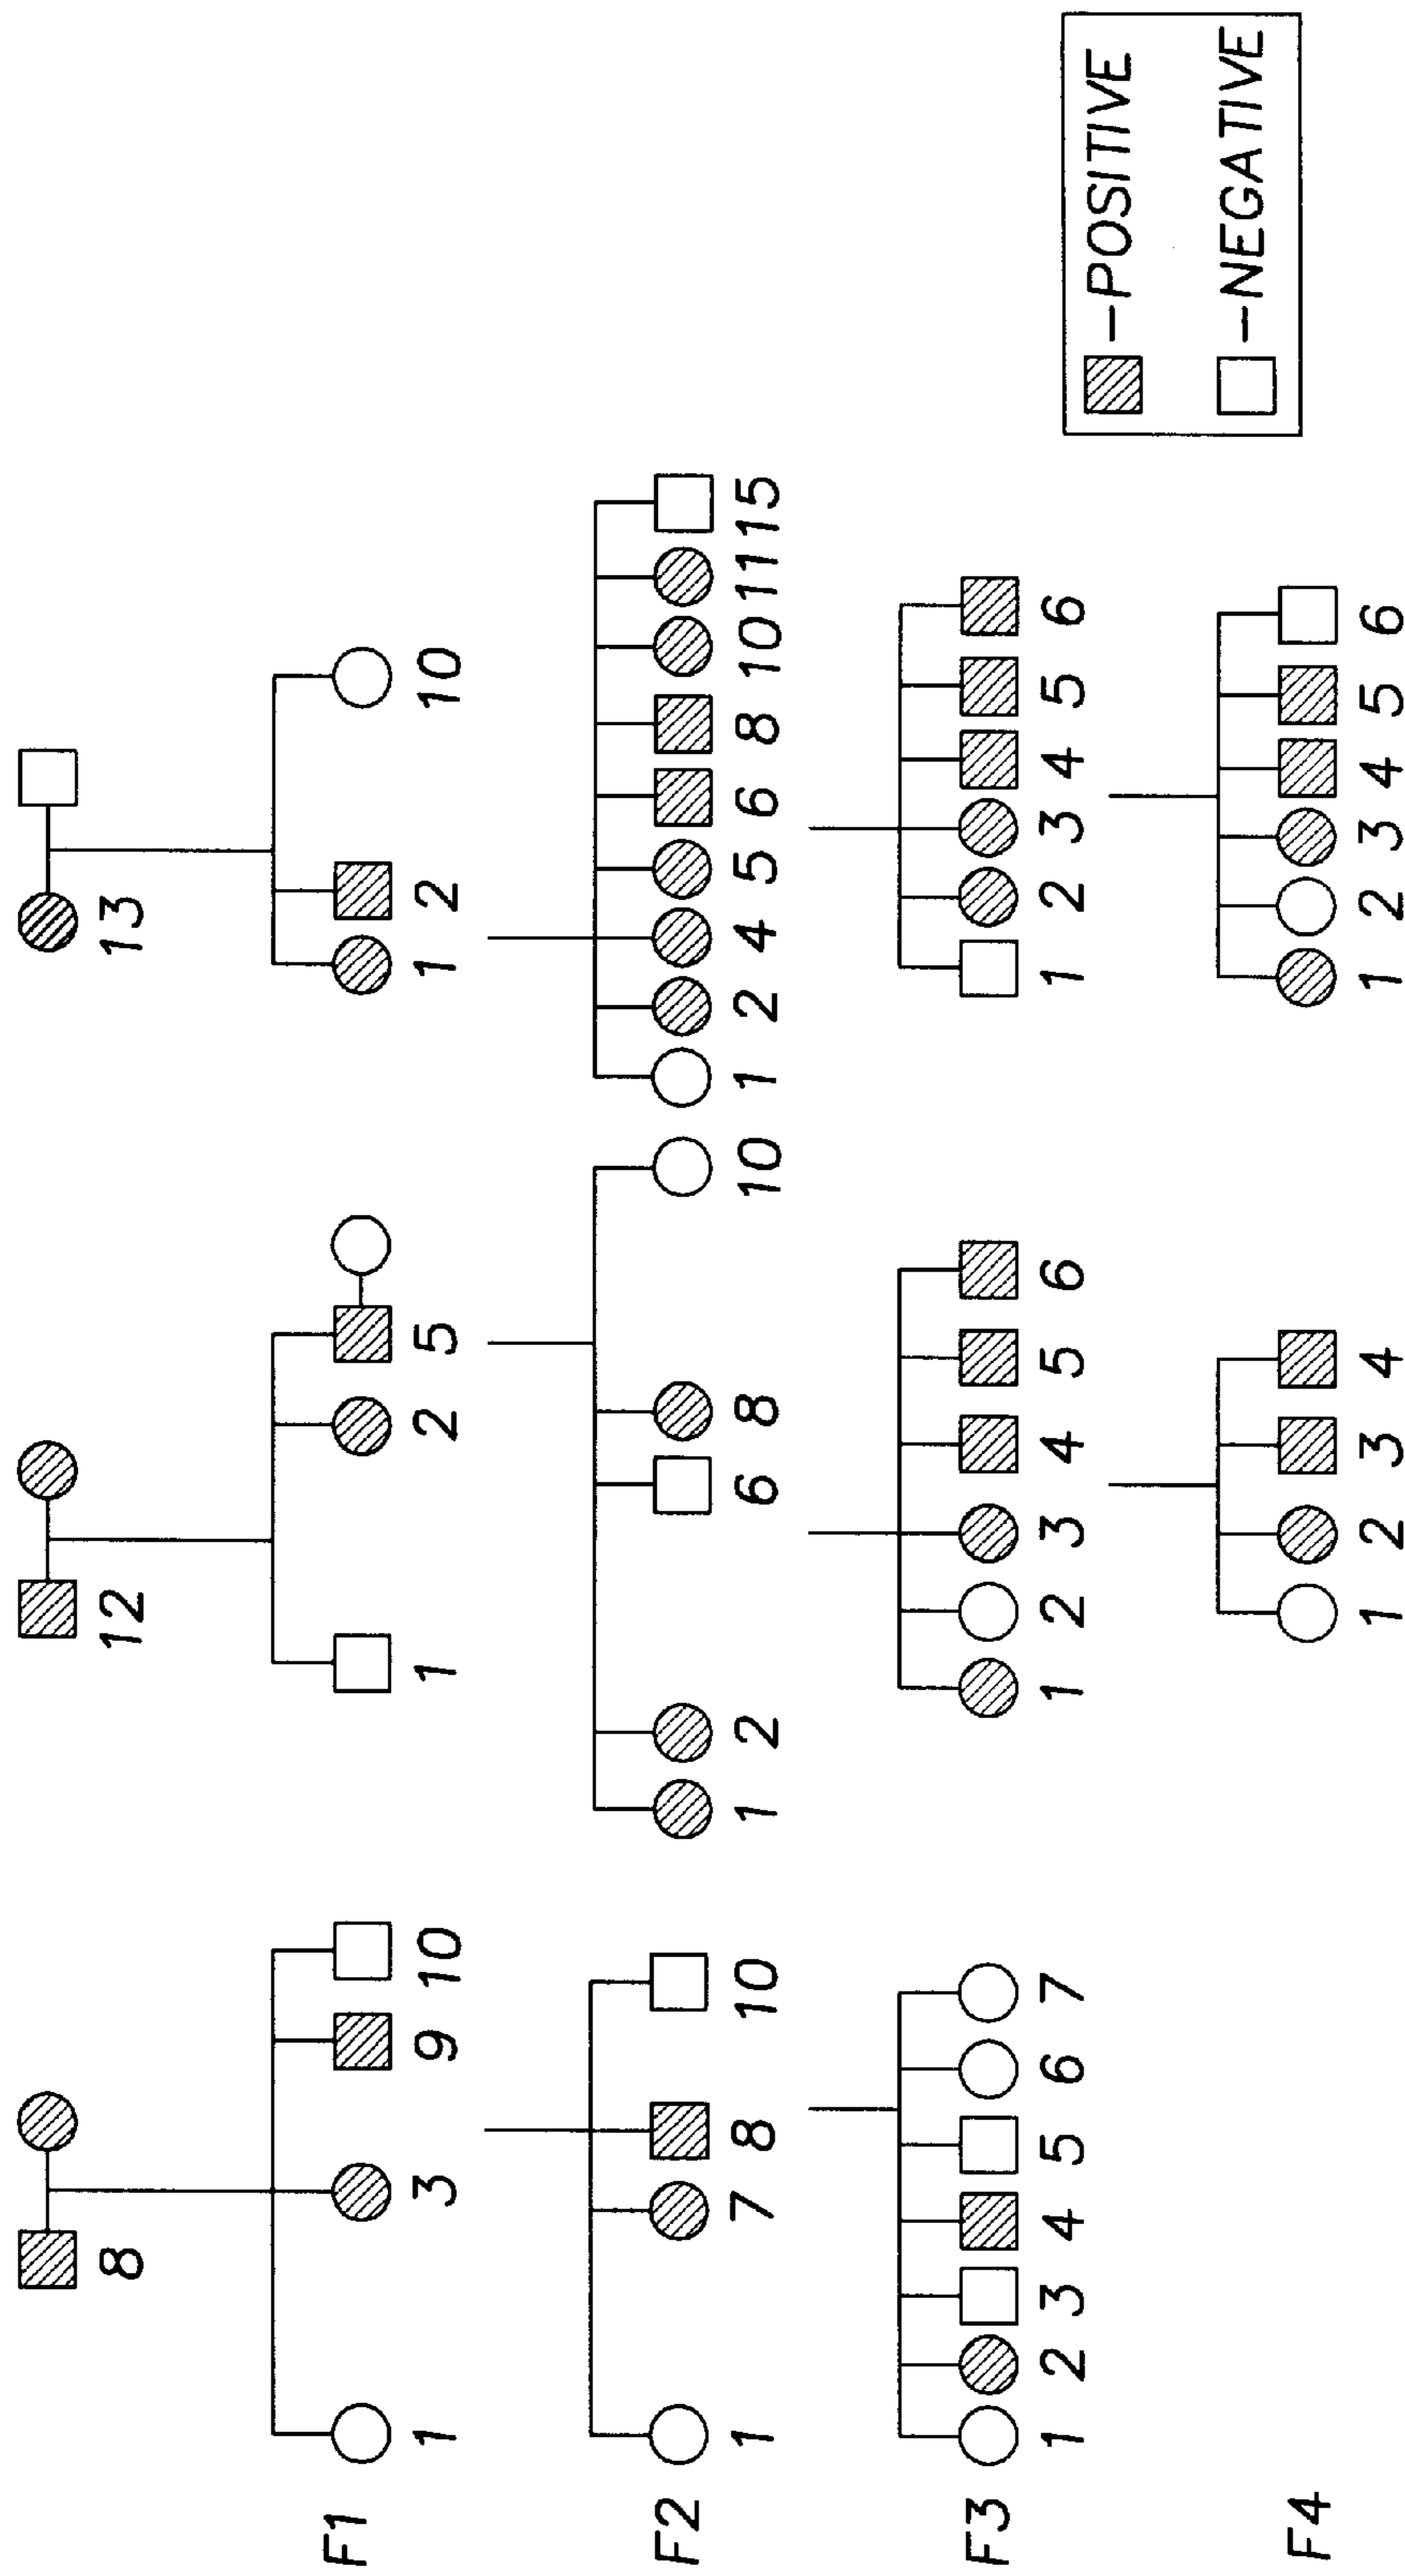 8 12 13
F1 1 3 9 10 1 2 5 1 2 10
F2 1 7 8 10 1 2 6 8 10 1 2 4 5 6 8 10 11 15
F3 1 2 3 4 5 6 7 1 2 3 4 5 6 1 2 3 4 5 6
F4 1 2 3 4 1 2 3 4 5 6
-POSITIVE
-NEGATIVE